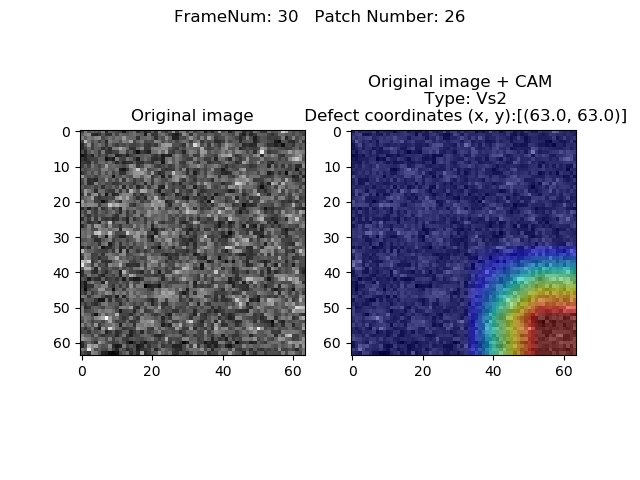 FrameNum: 30   Patch Number: 26
Original image
Original image + CAM
Type: Vs2
Defect coordinates (x, y):[(63.0, 63.0)]
0
10
20
30
40
50
60
0 20 40 60
0
10
20
30
40
50
60
0 20 40 60